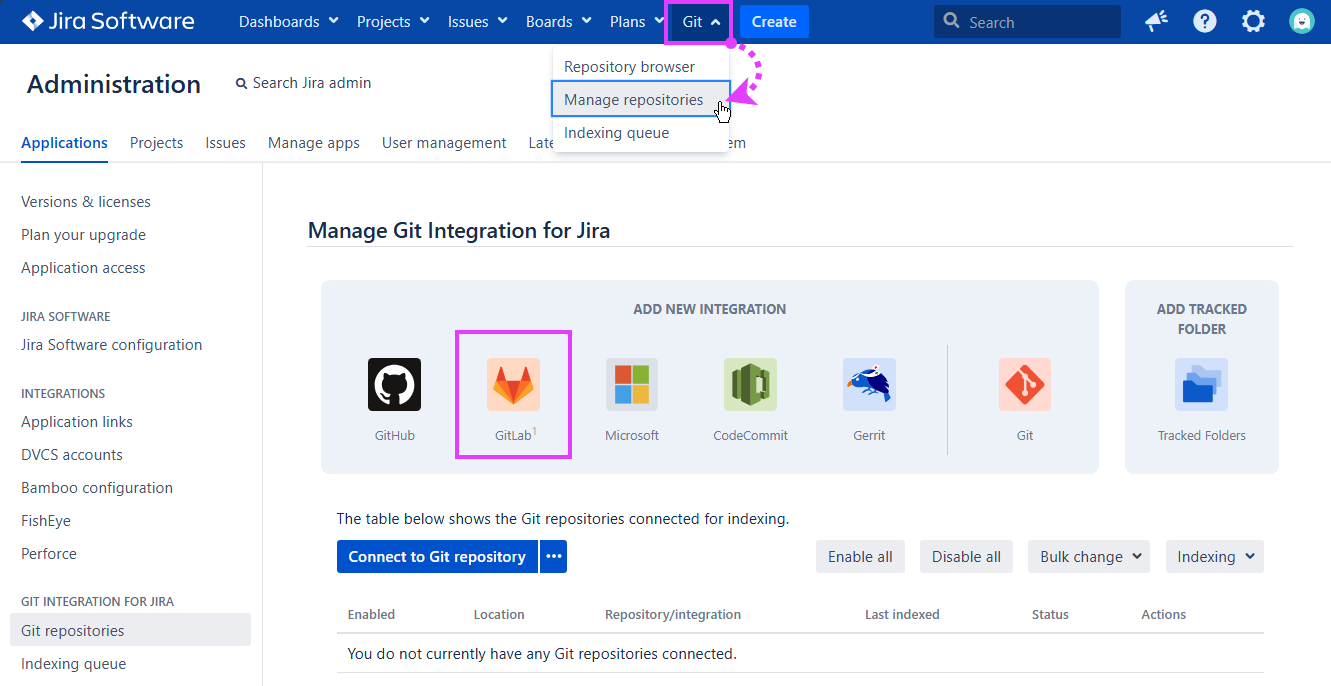 Jira Software Dashboards Projects Issues Boards Plans Git Create Search
Repository browser
Manage repositories
Indexing queue
Administration Search Jira admin
Applications Projects Issues Manage apps User management Late em
Versions & licenses
Plan your upgrade
Application access
JIRA SOFTWARE
Jira Software configuration
INTEGRATIONS
Application links
DVCS accounts
Bamboo configuration
FishEye
Perforce
GIT INTEGRATION FOR JIRA
Git repositories
Indexing queue
Manage Git Integration for Jira
ADD NEW INTEGRATION
GitHub GitLab¹ Microsoft CodeCommit Gerrit Git
ADD TRACKED
FOLDER
Tracked Folders
The table below shows the Git repositories connected for indexing.
Connect to Git repository ••• Enable all Disable all Bulk change Indexing
Enabled Location Repository/integration Last indexed Status Actions
You do not currently have any Git repositories connected.